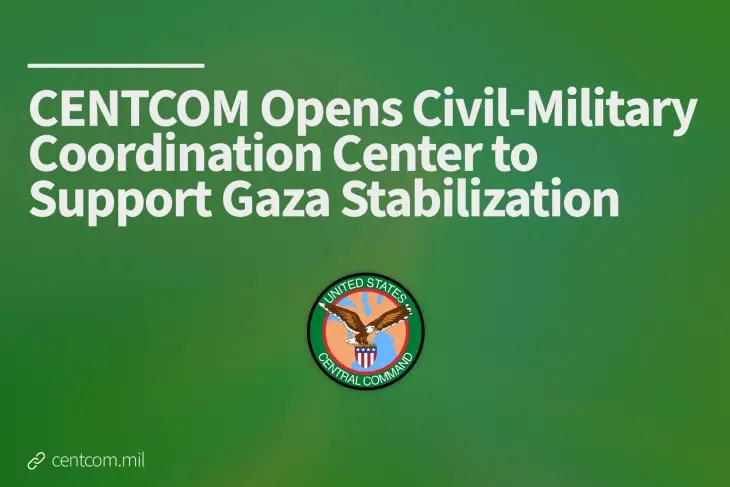 CENTCOM Opens Civil-Military
Coordination Center to
Support Gaza Stabilization
UNITED STATES
CENTRAL COMMAND
centcom.mil